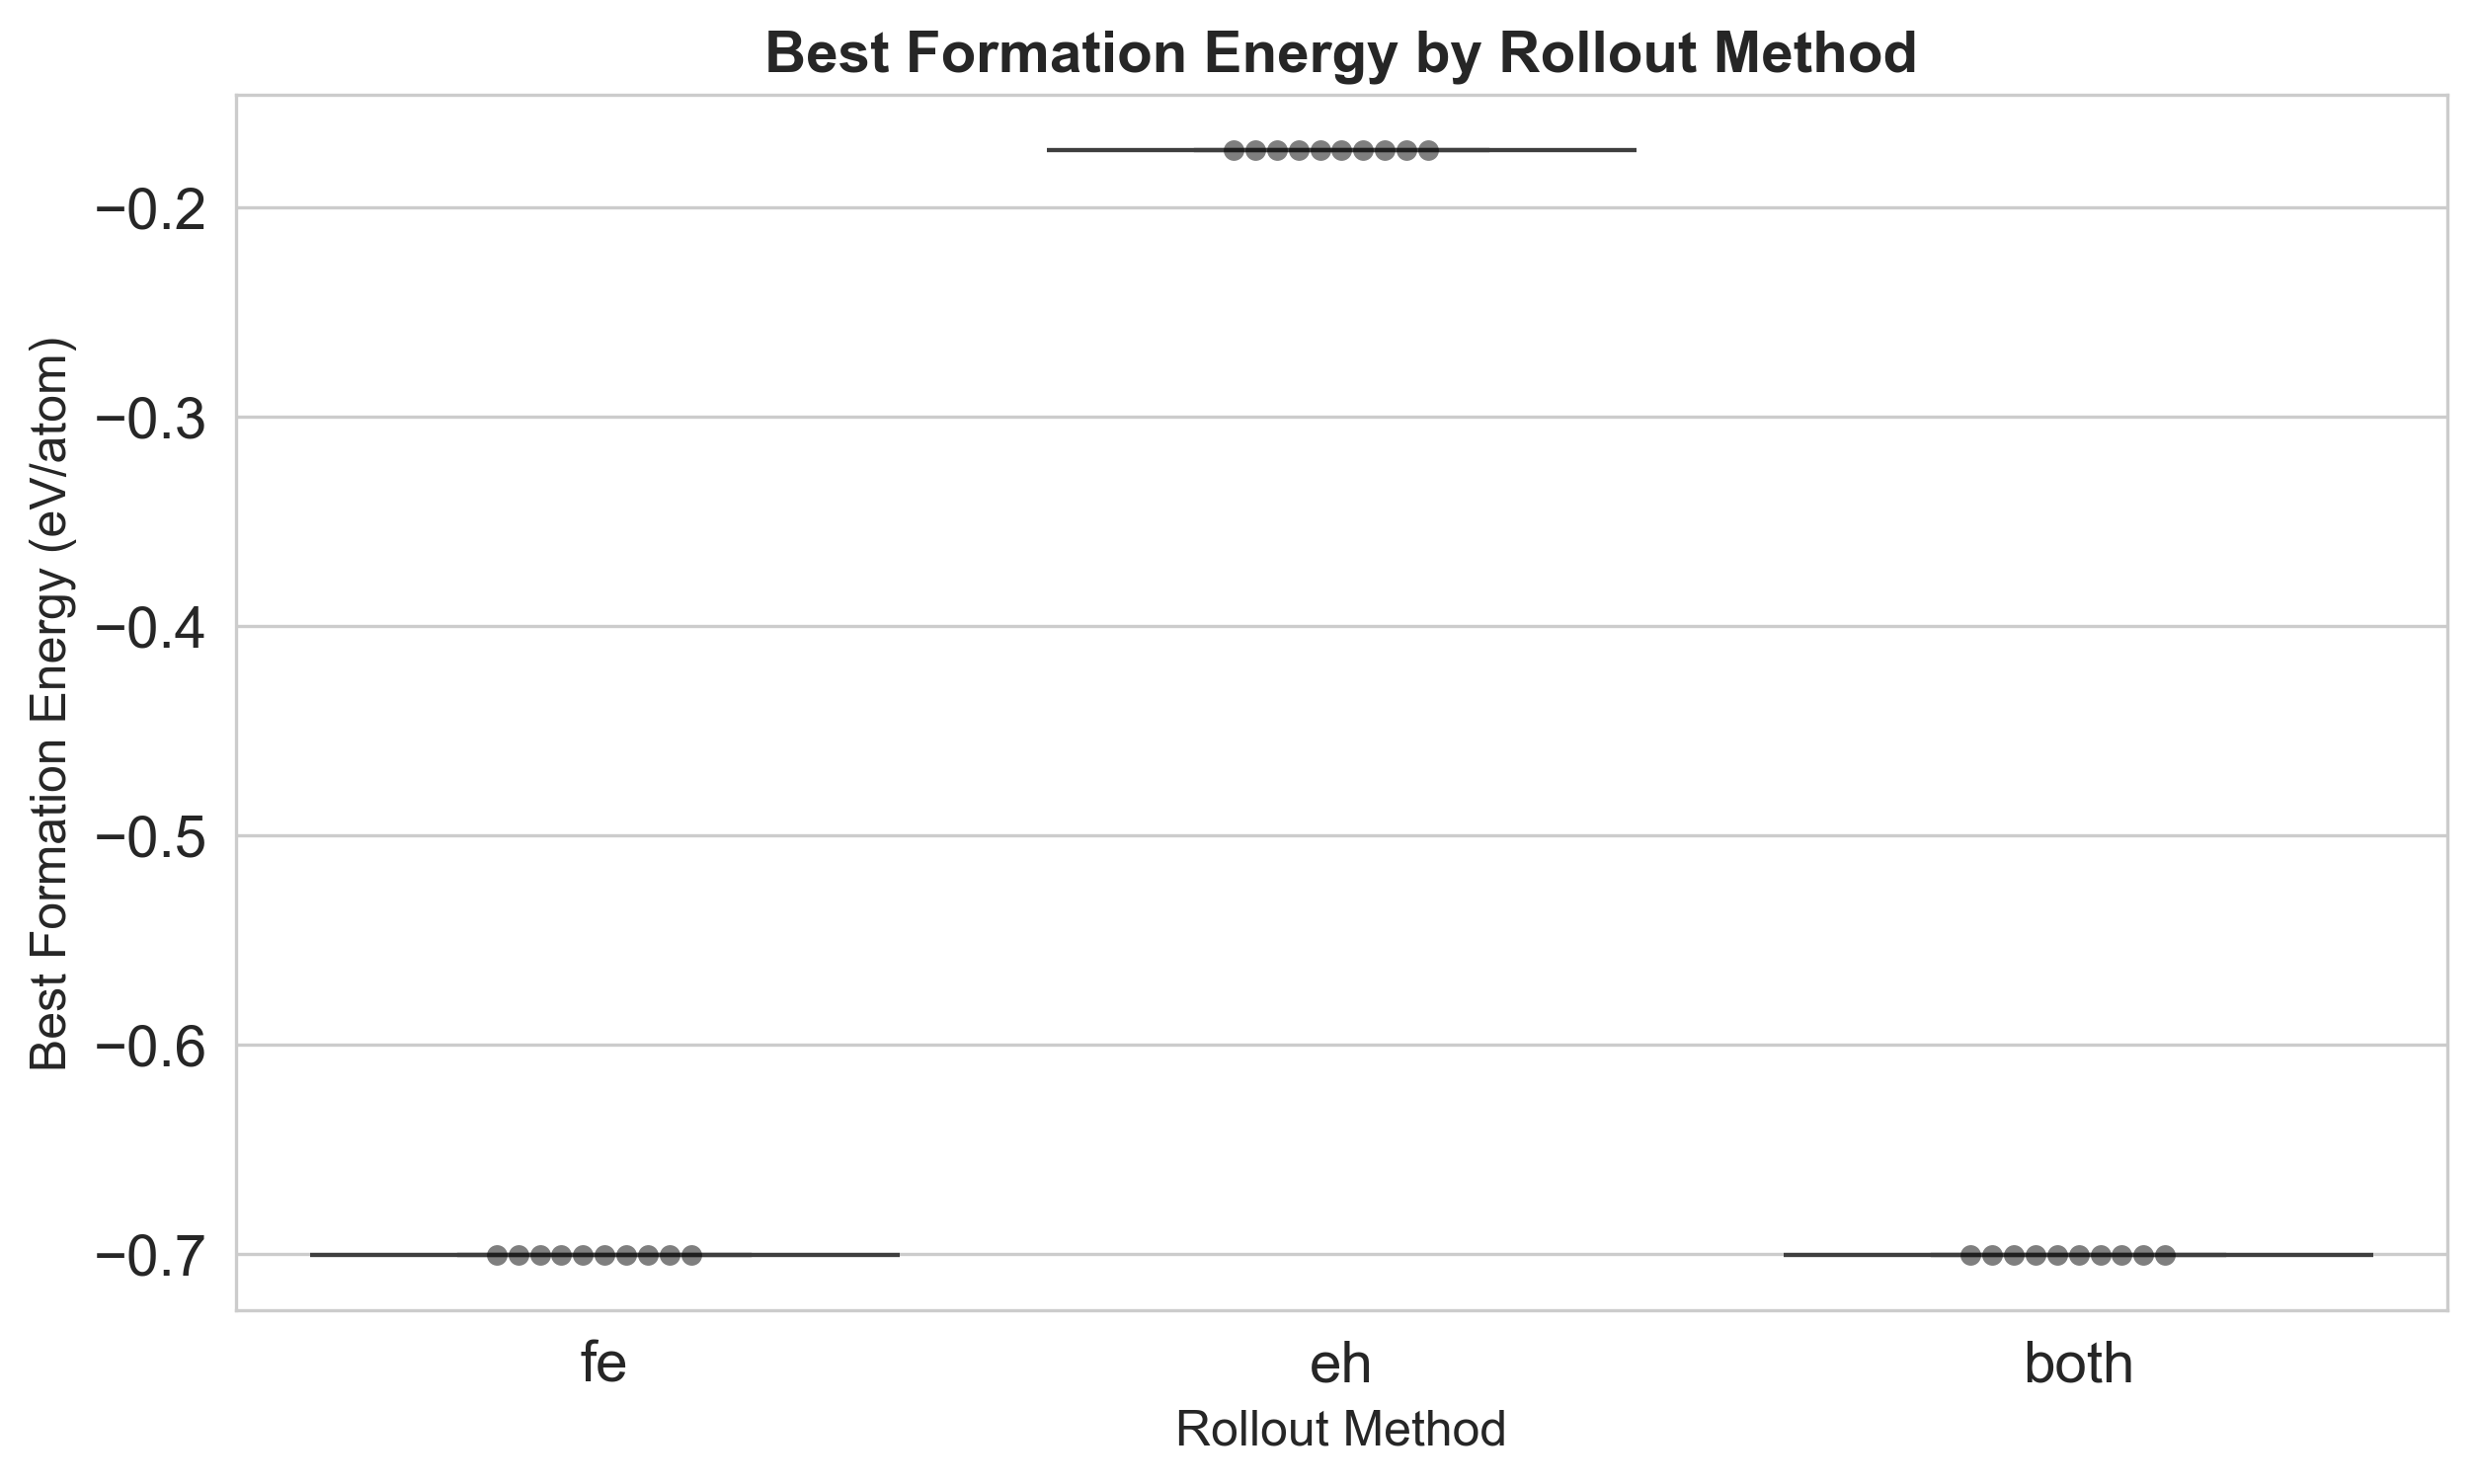 Best Formation Energy by Rollout Method
Best Formation Energy (eV/atom)
−0.2
−0.3
−0.4
−0.5
−0.6
−0.7
fe eh both
Rollout Method